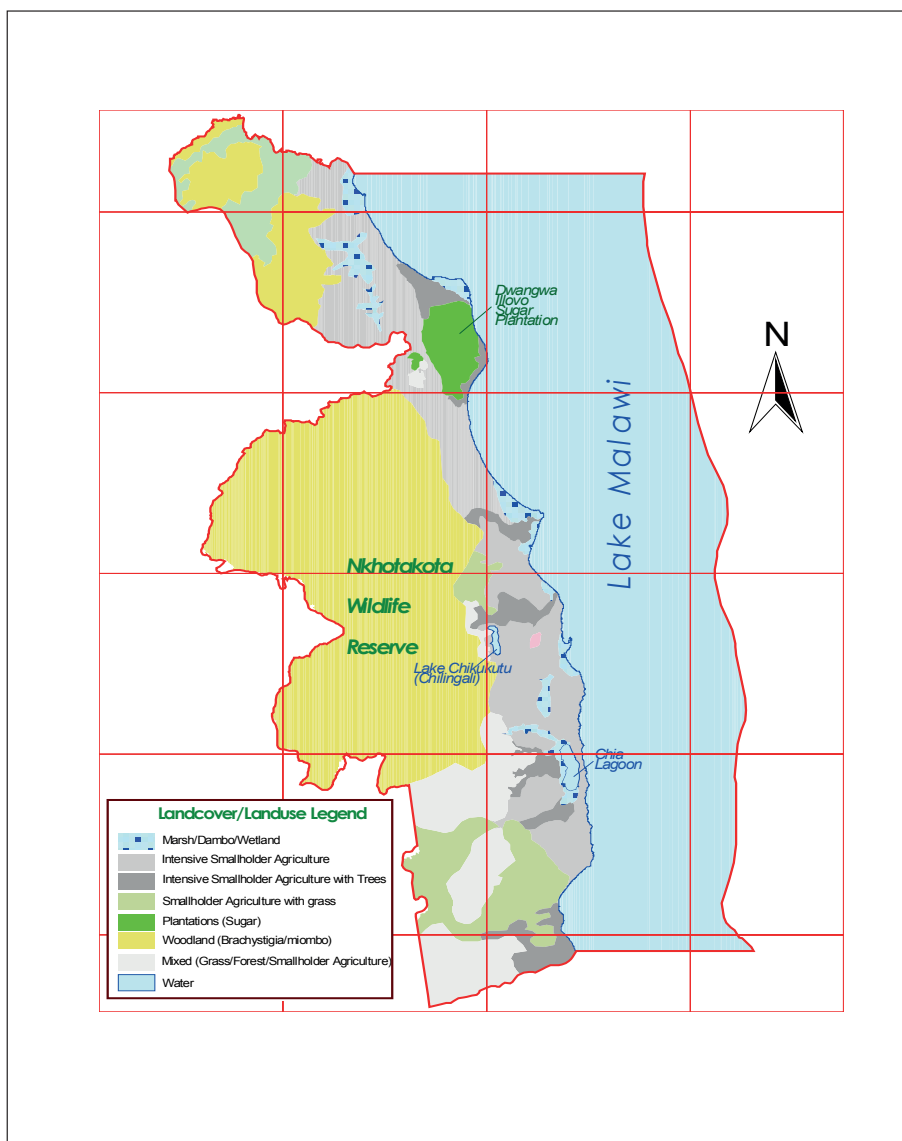 Dwangwa
Illovo
Sugar
Plantation
N
Lake Malawi
Nkhotakota
Wildlife
Reserve
Lake Chikukutu
(Chilingali)
Chia
Lagoon
Landcover/Landuse Legend
Marsh/Dambo/Wetland
Intensive Smallholder Agriculture
Intensive Smallholder Agriculture with Trees
Smallholder Agriculture with grass
Plantations (Sugar)
Woodland (Brachystigia/miombo)
Mixed (Grass/Forest/Smallholder Agriculture)
Water